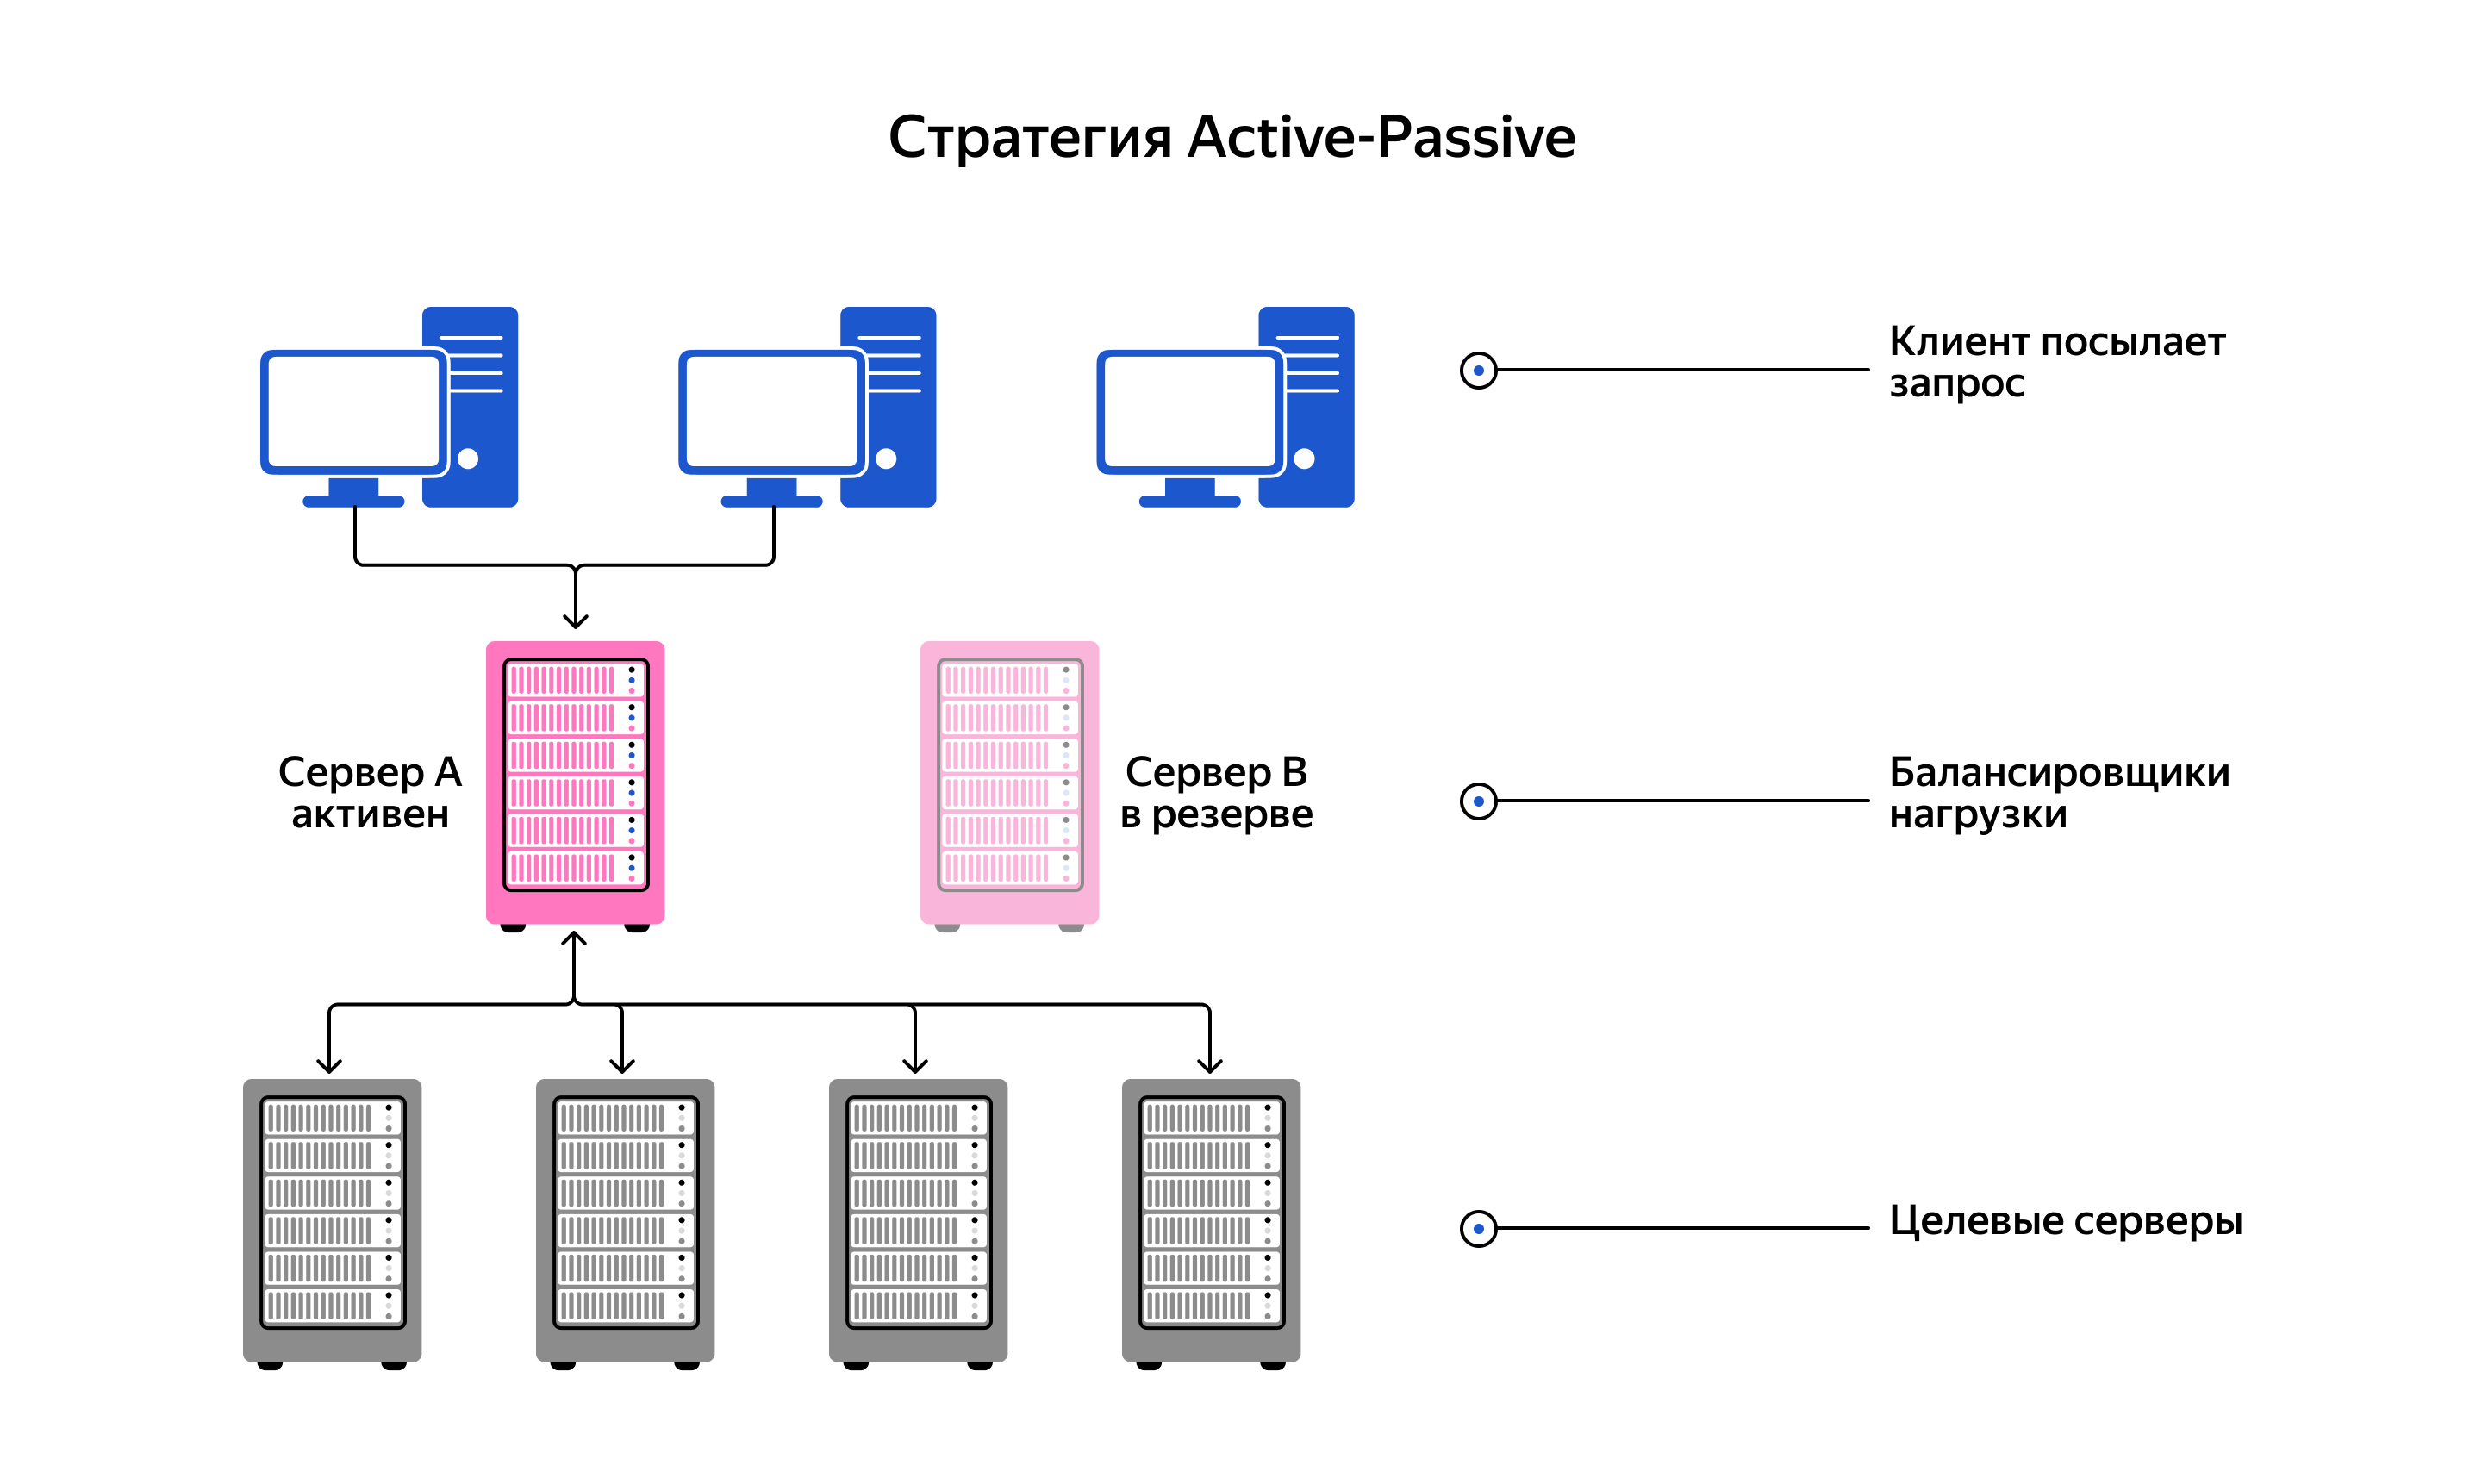 Стратегия Active-Passive
Клиент посылает
запрос
Сервер A
активен
Сервер B
в резерве
Балансировщики
нагрузки
Целевые серверы